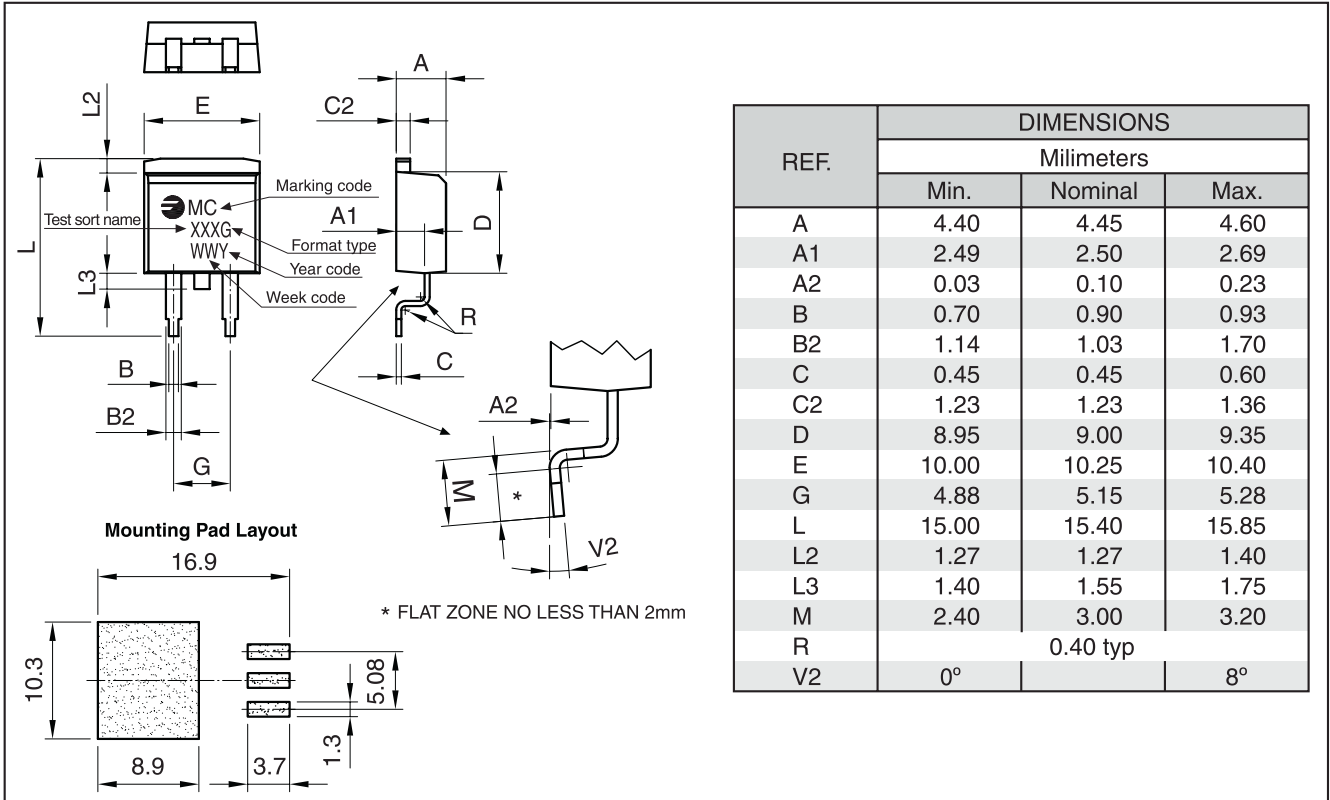 A
C2
L2
E
Marking code
MC
Test sort name
XXXG
A1
D
L
Format type
WWY
Year code
L3
Week code
R
B
C
B2
A2
G
M
*
V2
Mounting Pad Layout
16.9
* FLAT ZONE NO LESS THAN 2mm
10.3
5.08
1.3
8.9
3.7
REF. DIMENSIONS
Milimeters
Min. Nominal Max.
A 4.40 4.45 4.60
A1 2.49 2.50 2.69
A2 0.03 0.10 0.23
B 0.70 0.90 0.93
B2 1.14 1.03 1.70
C 0.45 0.45 0.60
C2 1.23 1.23 1.36
D 8.95 9.00 9.35
E 10.00 10.25 10.40
G 4.88 5.15 5.28
L 15.00 15.40 15.85
L2 1.27 1.27 1.40
L3 1.40 1.55 1.75
M 2.40 3.00 3.20
R 0.40 typ
V2 0º 8º